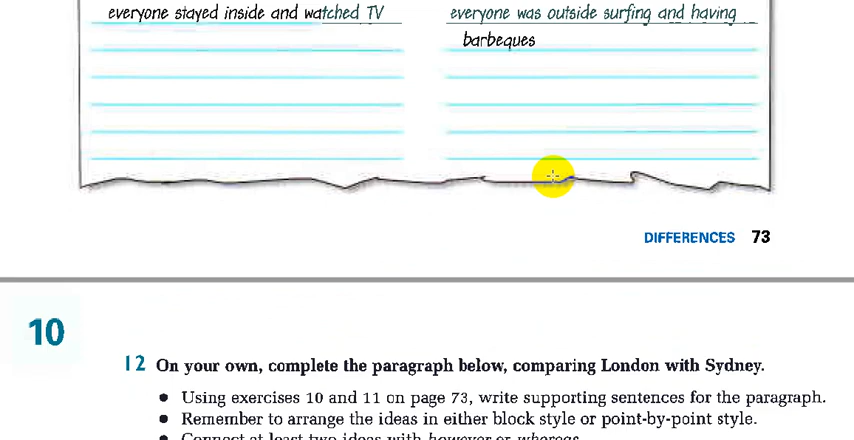 everyone stayed inside and watched TV
everyone was outside surfing and having
barbeques
DIFFERENCES 73
10
12 On your own, complete the paragraph below, comparing London with Sydney.
• Using exercises 10 and 11 on page 73, write supporting sentences for the paragraph.
• Remember to arrange the ideas in either block style or point-by-point style.
• Connect at least two ideas with however or whereas.